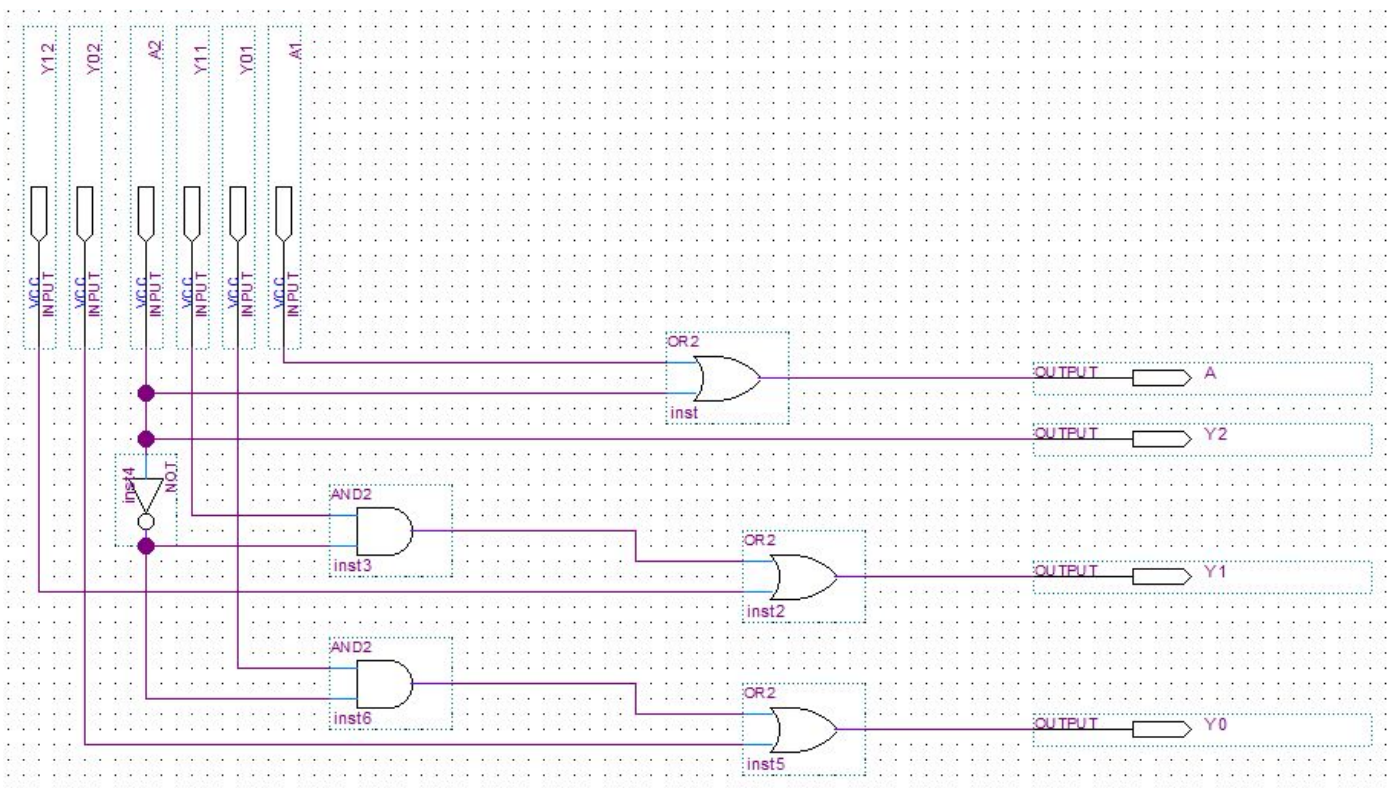 Y12
Y02
A2
Y11
Y01
A1
VCC
INPUT
VCC
INPUT
VCC
INPUT
VCC
INPUT
VCC
INPUT
VCC
INPUT
OR2
inst
OUTPUT
A
OUTPUT
Y2
inst4
NOT
AND2
inst3
OR2
inst2
OUTPUT
Y1
AND2
inst6
OR2
inst5
OUTPUT
Y0